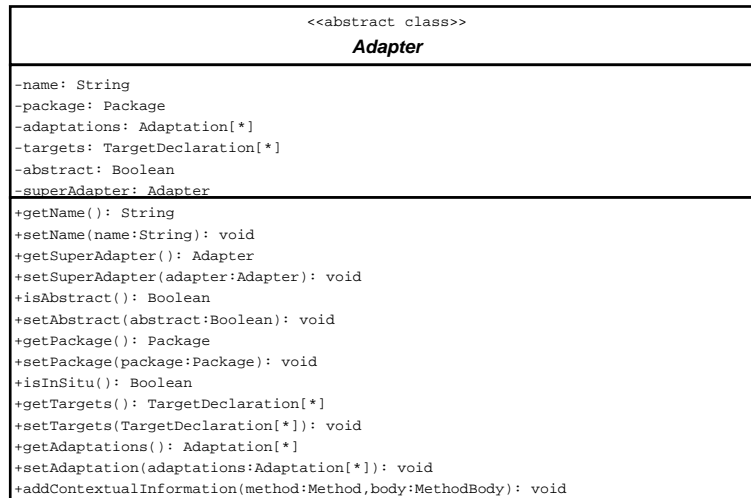 <<abstract class>>
Adapter
-name: String
-package: Package
-adaptations: Adaptation[*]
-targets: TargetDeclaration[*]
-abstract: Boolean
-superAdapter: Adapter
+getName(): String
+setName(name:String): void
+getSuperAdapter(): Adapter
+setSuperAdapter(adapter:Adapter): void
+isAbstract(): Boolean
+setAbstract(abstract:Boolean): void
+getPackage(): Package
+setPackage(package:Package): void
+isInSitu(): Boolean
+getTargets(): TargetDeclaration[*]
+setTargets(TargetDeclaration[*]): void
+getAdaptations(): Adaptation[*]
+setAdaptation(adaptations:Adaptation[*]): void
+addContextualInformation(method:Method,body:MethodBody): void